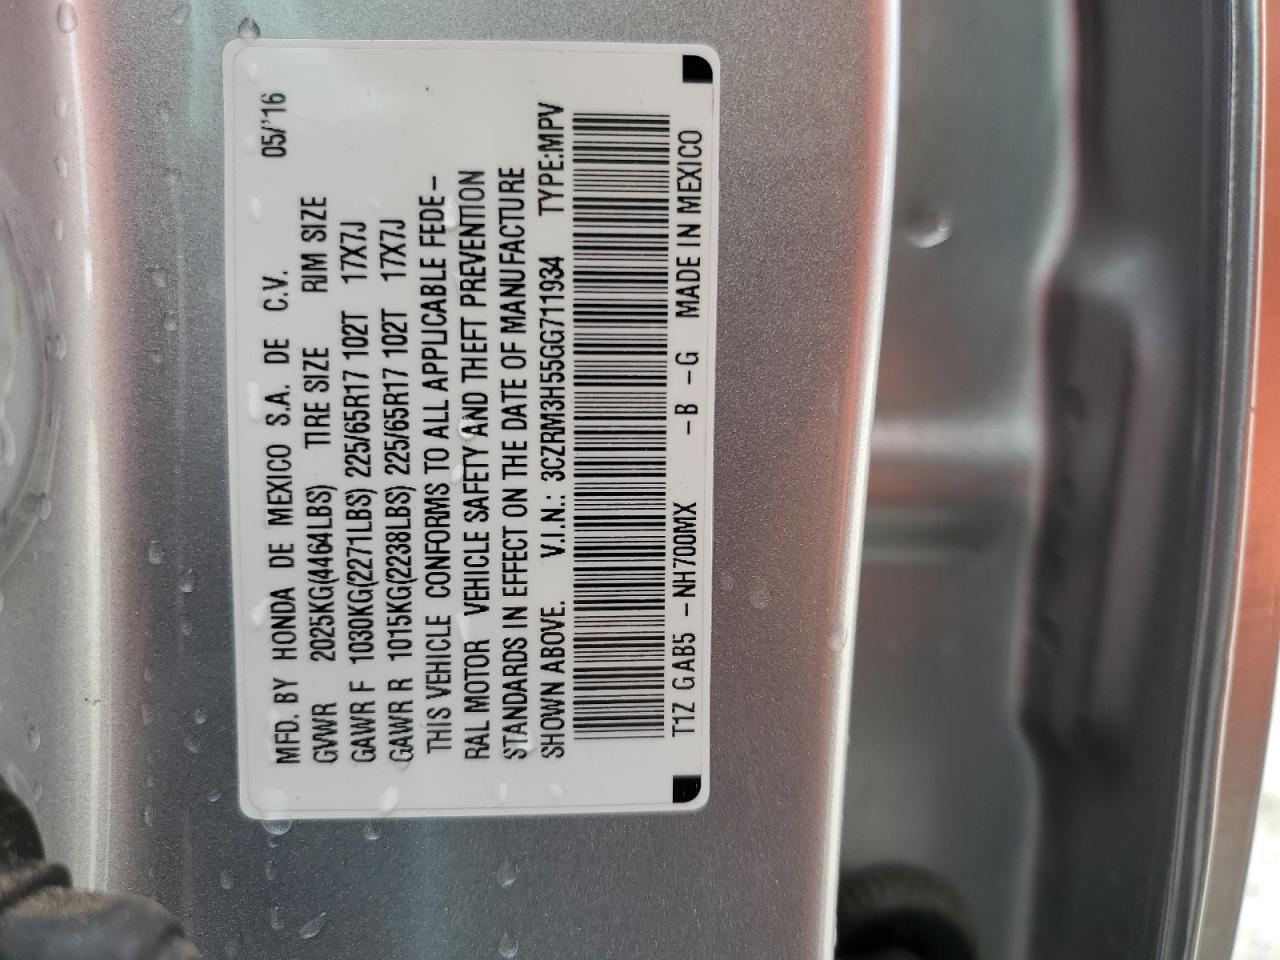 MFD. BY HONDA DE MEXICO S.A. DE C.V. 05/'16
GVWR 2025KG(4464LBS) TIRE SIZE RIM SIZE
GAWR F 1030KG(2271LBS) 225/65R17 102T 17X7J
GAWR R 1015KG(2238LBS) 225/65R17 102T 17X7J
THIS VEHICLE CONFORMS TO ALL APPLICABLE FEDE-
RAL MOTOR VEHICLE SAFETY AND THEFT PREVENTION
STANDARDS IN EFFECT ON THE DATE OF MANUFACTURE
SHOWN ABOVE. V.I.N.: 3CZRM3H55GG711934 TYPE:MPV
T1Z GAB5 -NH700MX -B -G MADE IN MEXICO